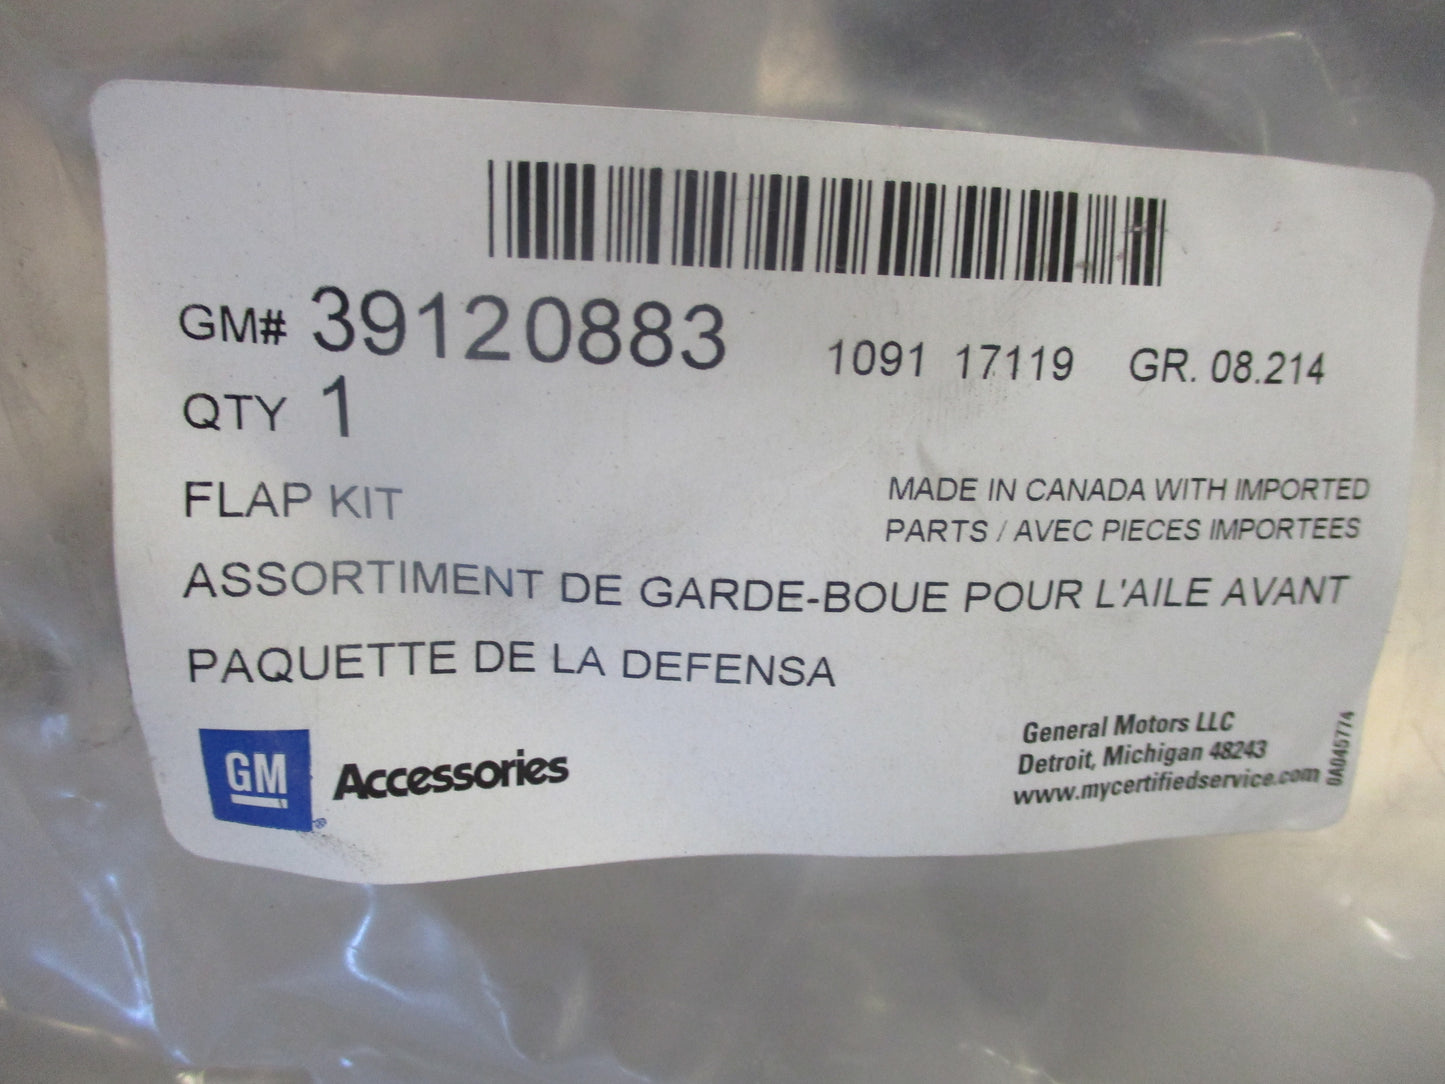 GM# 39120883 1091 17119 GR. 08.214
QTY 1
FLAP KIT
MADE IN CANADA WITH IMPORTED
PARTS / AVEC PIECES IMPORTEES
ASSORTIMENT DE GARDE-BOUE POUR L'AILE AVANT
PAQUETTE DE LA DEFENSA
GM Accessories
®
General Motors LLC
Detroit, Michigan 48243
www.mycertifiedservice.com
0A045774